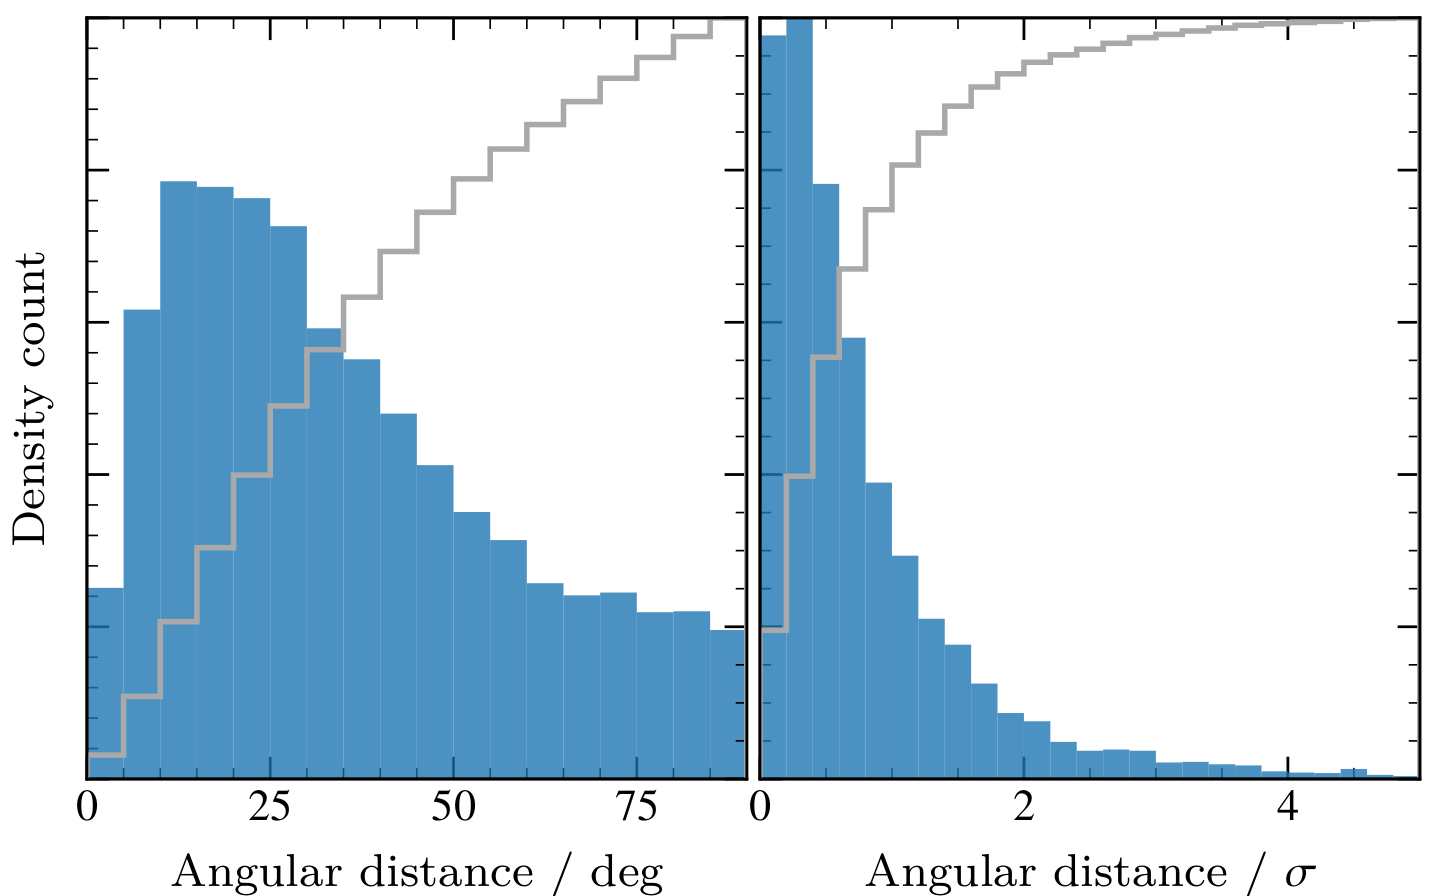 Density count
0 25 50 75 0 2 4
Angular distance / deg Angular distance / σ